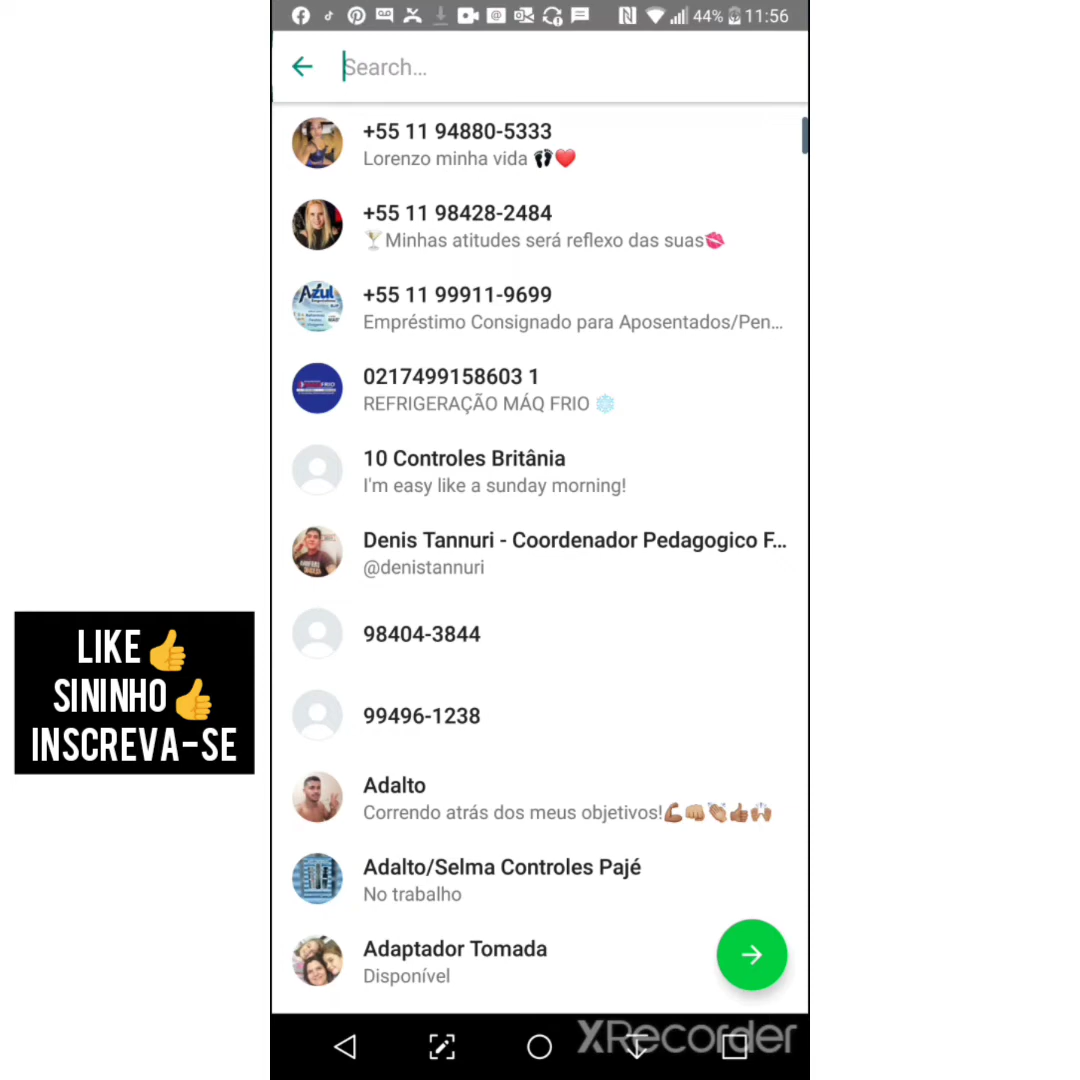 44% 11:56
Search...
+55 11 94880-5333
Lorenzo minha vida 👣❤️
+55 11 98428-2484
🍸Minhas atitudes será reflexo das suas💋
Azul
+55 11 99911-9699
Empréstimo Consignado para Aposentados/Pen...
0217499158603 1
REFRIGERAÇÃO MÁQ FRIO ❄️
10 Controles Britânia
I'm easy like a sunday morning!
Denis Tannuri - Coordenador Pedagogico F...
@denistannuri
98404-3844
99496-1238
Adalto
Correndo atrás dos meus objetivos!💪🏽👊🏽👏🏽👍🏽🙌🏽
Adalto/Selma Controles Pajé
No trabalho
Adaptador Tomada
Disponível
LIKE👍
SININHO👍
INSCREVA-SE
XRecorder